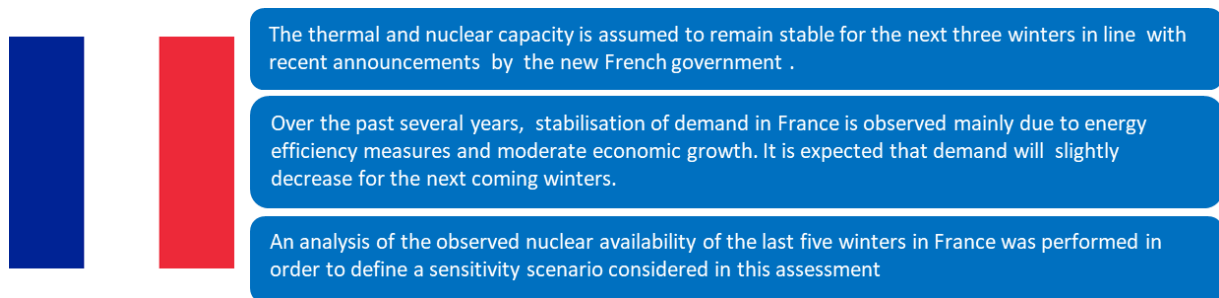 The thermal and nuclear capacity is assumed to remain stable for the next three winters in line with
recent announcements by the new French government .
Over the past several years, stabilisation of demand in France is observed mainly due to energy
efficiency measures and moderate economic growth. It is expected that demand will slightly
decrease for the next coming winters.
An analysis of the observed nuclear availability of the last five winters in France was performed in
order to define a sensitivity scenario considered in this assessment